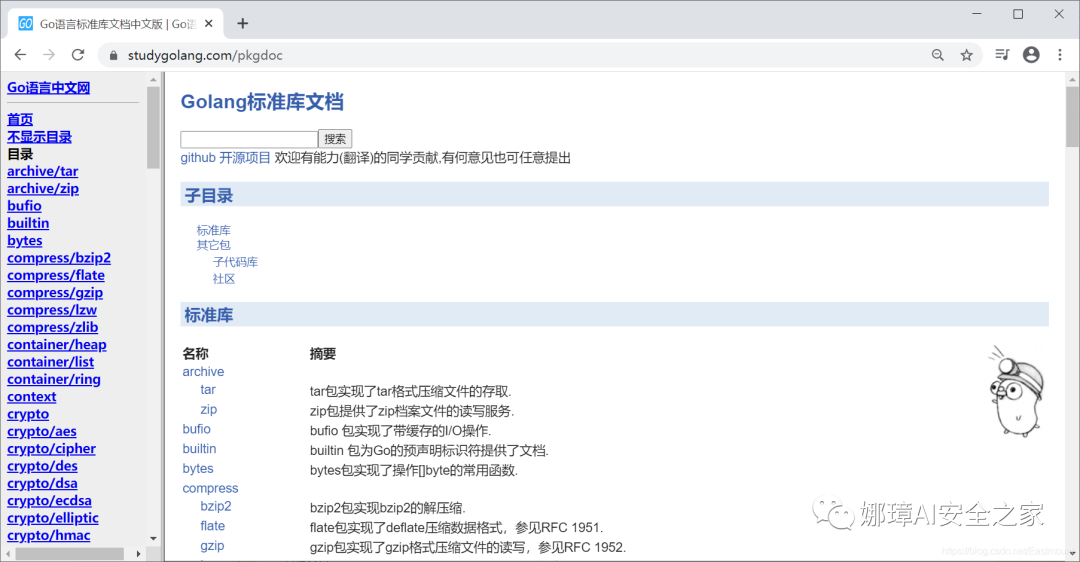 Go语言标准库文档中文版 | Go语
studygolang.com/pkgdoc
Go语言中文网
首页
不显示目录
目录
archive/tar
archive/zip
bufio
builtin
bytes
compress/bzip2
compress/flate
compress/gzip
compress/lzw
compress/zlib
container/heap
container/list
container/ring
context
crypto
crypto/aes
crypto/cipher
crypto/des
crypto/dsa
crypto/ecdsa
crypto/elliptic
crypto/hmac
Golang标准库文档
搜索
github 开源项目 欢迎有能力(翻译)的同学贡献,有何意见也可任意提出
子目录
标准库
其它包
子代码库
社区
标准库
名称 摘要
archive
tar tar包实现了tar格式压缩文件的存取.
zip zip包提供了zip档案文件的读写服务.
bufio bufio 包实现了带缓存的I/O操作.
builtin builtin 包为Go的预声明标识符提供了文档.
bytes bytes包实现了操作[]byte的常用函数.
compress
bzip2 bzip2包实现bzip2的解压缩.
flate flate包实现了deflate压缩数据格式，参见RFC 1951.
gzip gzip包实现了gzip格式压缩文件的读写，参见RFC 1952.
娜璋AI安全之家